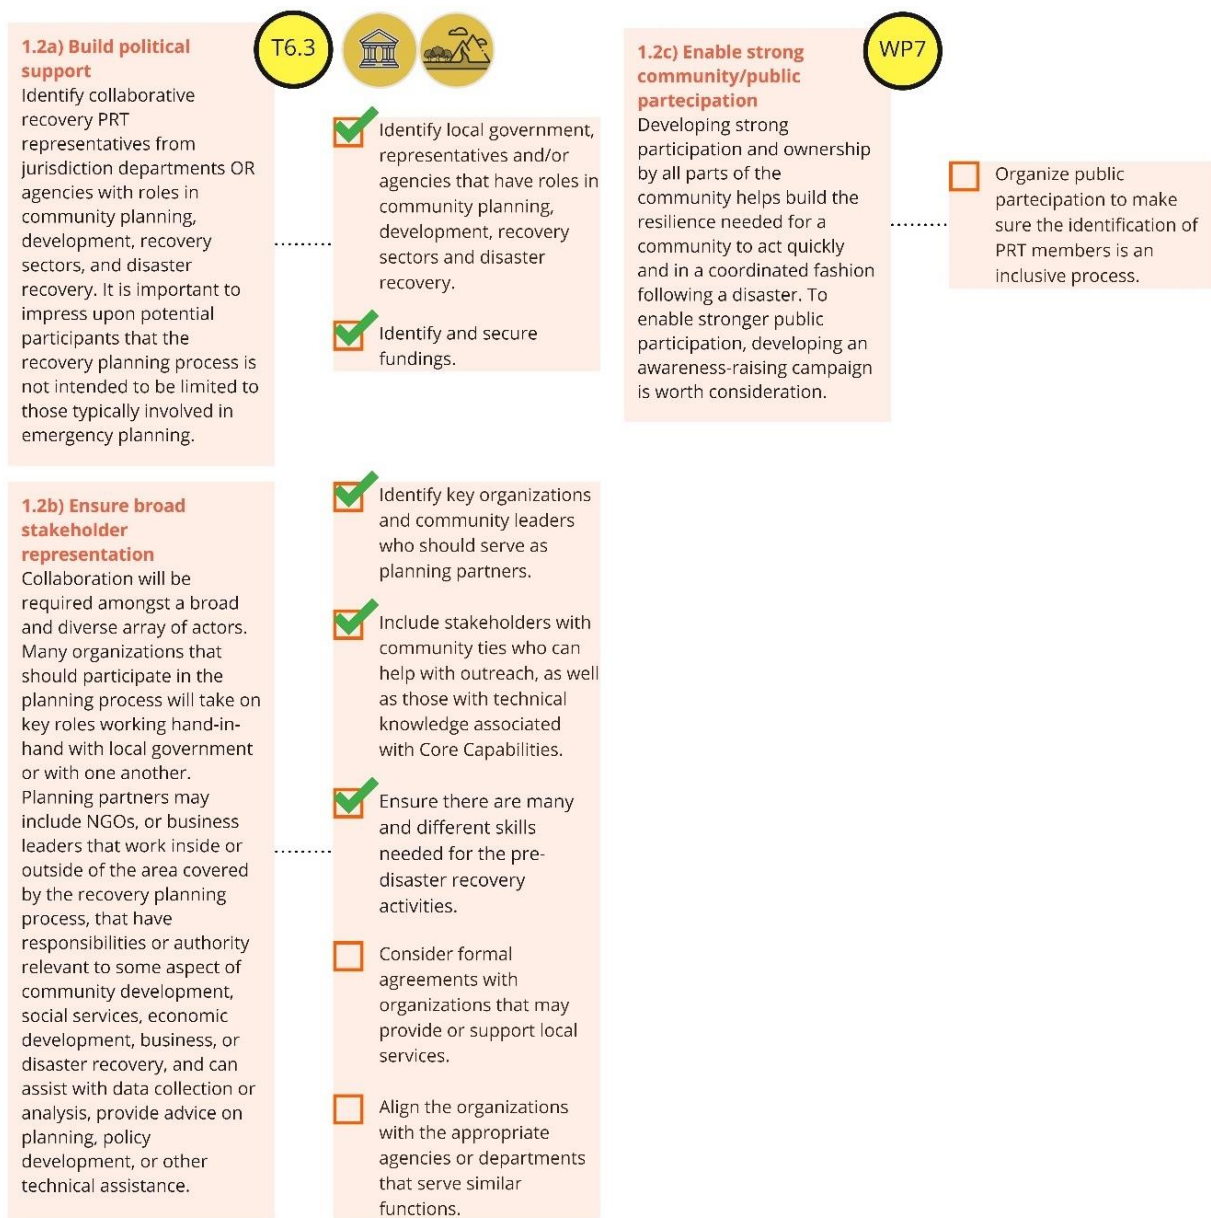 1.2a) Build political
support
Identify collaborative
recovery PRT
representatives from
jurisdiction departments OR
agencies with roles in
community planning,
development, recovery
sectors, and disaster
recovery. It is important to
impress upon potential
participants that the
recovery planning process is
not intended to be limited to
those typically involved in
emergency planning.
T6.3
Identify local government,
representatives and/or
agencies that have roles in
community planning,
development, recovery
sectors and disaster
recovery.
Identify and secure
fundings.
1.2c) Enable strong
community/public
partecipation
Developing strong
participation and ownership
by all parts of the
community helps build the
resilience needed for a
community to act quickly
and in a coordinated fashion
following a disaster. To
enable stronger public
participation, developing an
awareness-raising campaign
is worth consideration.
WP7
Organize public
partecipation to make
sure the identification of
PRT members is an
inclusive process.
1.2b) Ensure broad
stakeholder
representation
Collaboration will be
required amongst a broad
and diverse array of actors.
Many organizations that
should participate in the
planning process will take on
key roles working hand-in-
hand with local government
or with one another.
Planning partners may
include NGOs, or business
leaders that work inside or
outside of the area covered
by the recovery planning
process, that have
responsibilities or authority
relevant to some aspect of
community development,
social services, economic
development, business, or
disaster recovery, and can
assist with data collection or
analysis, provide advice on
planning, policy
development, or other
technical assistance.
Identify key organizations
and community leaders
who should serve as
planning partners.
Include stakeholders with
community ties who can
help with outreach, as well
as those with technical
knowledge associated
with Core Capabilities.
Ensure there are many
and different skills
needed for the pre-
disaster recovery
activities.
Consider formal
agreements with
organizations that may
provide or support local
services.
Align the organizations
with the appropriate
agencies or departments
that serve similar
functions.